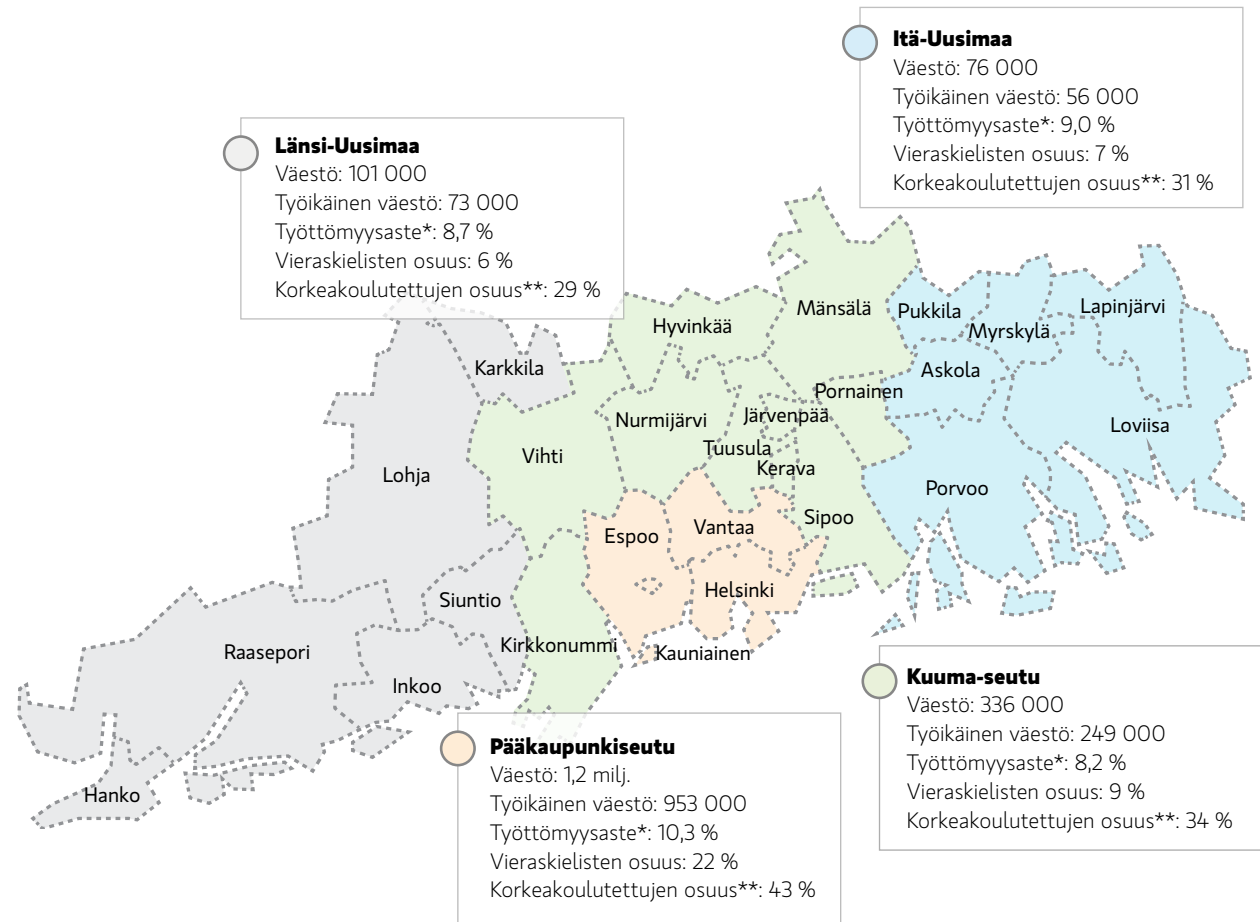 Itä-Uusimaa
Väestö: 76 000
Työikäinen väestö: 56 000
Työttömyysaste*: 9,0 %
Vieraskielisten osuus: 7 %
Korkeakoulutettujen osuus**: 31 %
Länsi-Uusimaa
Väestö: 101 000
Työikäinen väestö: 73 000
Työttömyysaste*: 8,7 %
Vieraskielisten osuus: 6 %
Korkeakoulutettujen osuus**: 29 %
Mänsälä
Pukkila
Lapinjärvi
Hyvinkää
Myrskylä
Karkkila
Askola
Pornainen
Nurmijärvi
Järvenpää
Loviisa
Tuusula
Vihti
Kerava
Lohja
Porvoo
Sipoo
Espoo
Vantaa
Helsinki
Siuntio
Kirkkonummi
Raasepori
Kauniainen
Inkoo
Hanko
Kuuma-seutu
Väestö: 336 000
Työikäinen väestö: 249 000
Työttömyysaste*: 8,2 %
Vieraskielisten osuus: 9 %
Korkeakoulutettujen osuus**: 34 %
Pääkaupunkiseutu
Väestö: 1,2 milj.
Työikäinen väestö: 953 000
Työttömyysaste*: 10,3 %
Vieraskielisten osuus: 22 %
Korkeakoulutettujen osuus**: 43 %